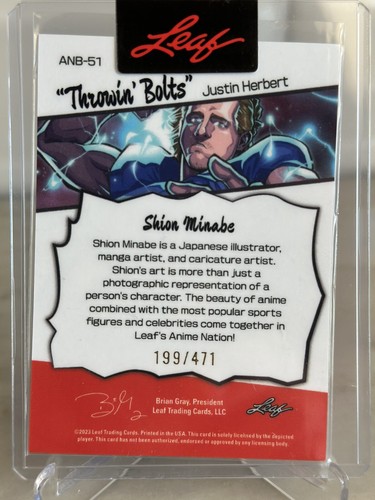 Leaf
ANB-51
"Throwin' Bolts" Justin Herbert
Shion Minabe
Shion Minabe is a Japanese illustrator,
manga artist, and caricature artist.
Shion's art is more than just a
photographic representation of a
person's character. The beauty of anime
combined with the most popular sports
figures and celebrities come together in
Leaf's Anime Nation!
199/471
Brian Gray, President
Leaf Trading Cards, LLC
Leaf
©2023 Leaf Trading Cards. Printed in the USA. This card is solely licensed by the depicted
player. This card has not been authorized, endorsed or approved by any licensing body.